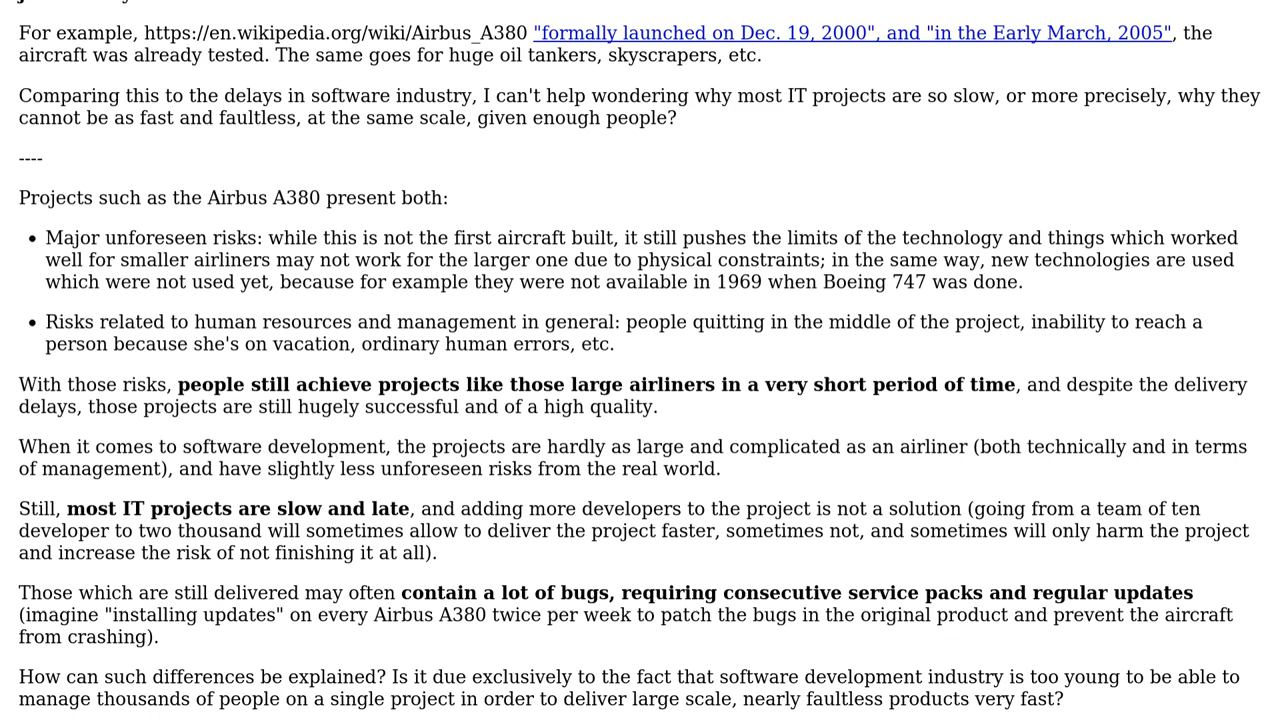 For example, https://en.wikipedia.org/wiki/Airbus_A380 "formally launched on Dec. 19, 2000", and "in the Early March, 2005", the
aircraft was already tested. The same goes for huge oil tankers, skyscrapers, etc.
Comparing this to the delays in software industry, I can't help wondering why most IT projects are so slow, or more precisely, why they
cannot be as fast and faultless, at the same scale, given enough people?
----
Projects such as the Airbus A380 present both:
• Major unforeseen risks: while this is not the first aircraft built, it still pushes the limits of the technology and things which worked
well for smaller airliners may not work for the larger one due to physical constraints; in the same way, new technologies are used
which were not used yet, because for example they were not available in 1969 when Boeing 747 was done.
• Risks related to human resources and management in general: people quitting in the middle of the project, inability to reach a
person because she's on vacation, ordinary human errors, etc.
With those risks, people still achieve projects like those large airliners in a very short period of time, and despite the delivery
delays, those projects are still hugely successful and of a high quality.
When it comes to software development, the projects are hardly as large and complicated as an airliner (both technically and in terms
of management), and have slightly less unforeseen risks from the real world.
Still, most IT projects are slow and late, and adding more developers to the project is not a solution (going from a team of ten
developer to two thousand will sometimes allow to deliver the project faster, sometimes not, and sometimes will only harm the project
and increase the risk of not finishing it at all).
Those which are still delivered may often contain a lot of bugs, requiring consecutive service packs and regular updates
(imagine "installing updates" on every Airbus A380 twice per week to patch the bugs in the original product and prevent the aircraft
from crashing).
How can such differences be explained? Is it due exclusively to the fact that software development industry is too young to be able to
manage thousands of people on a single project in order to deliver large scale, nearly faultless products very fast?